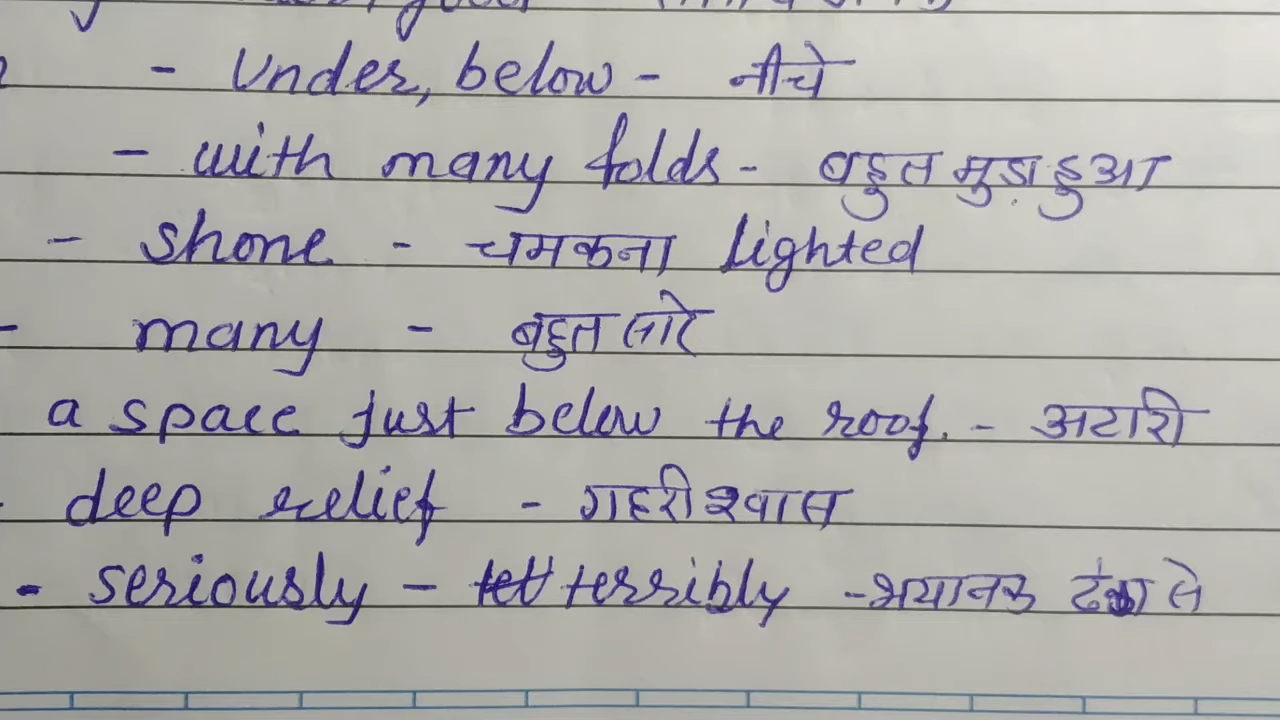 - Under, below - नीचे
- with many folds - बहुत मुड़ा हुआ
- shone - चमकना lighted
- many - बहुत सारे
a space just below the roof. - अटारी
deep relief - गहरी श्वास
- seriously - terribly - भयानक ढंग से